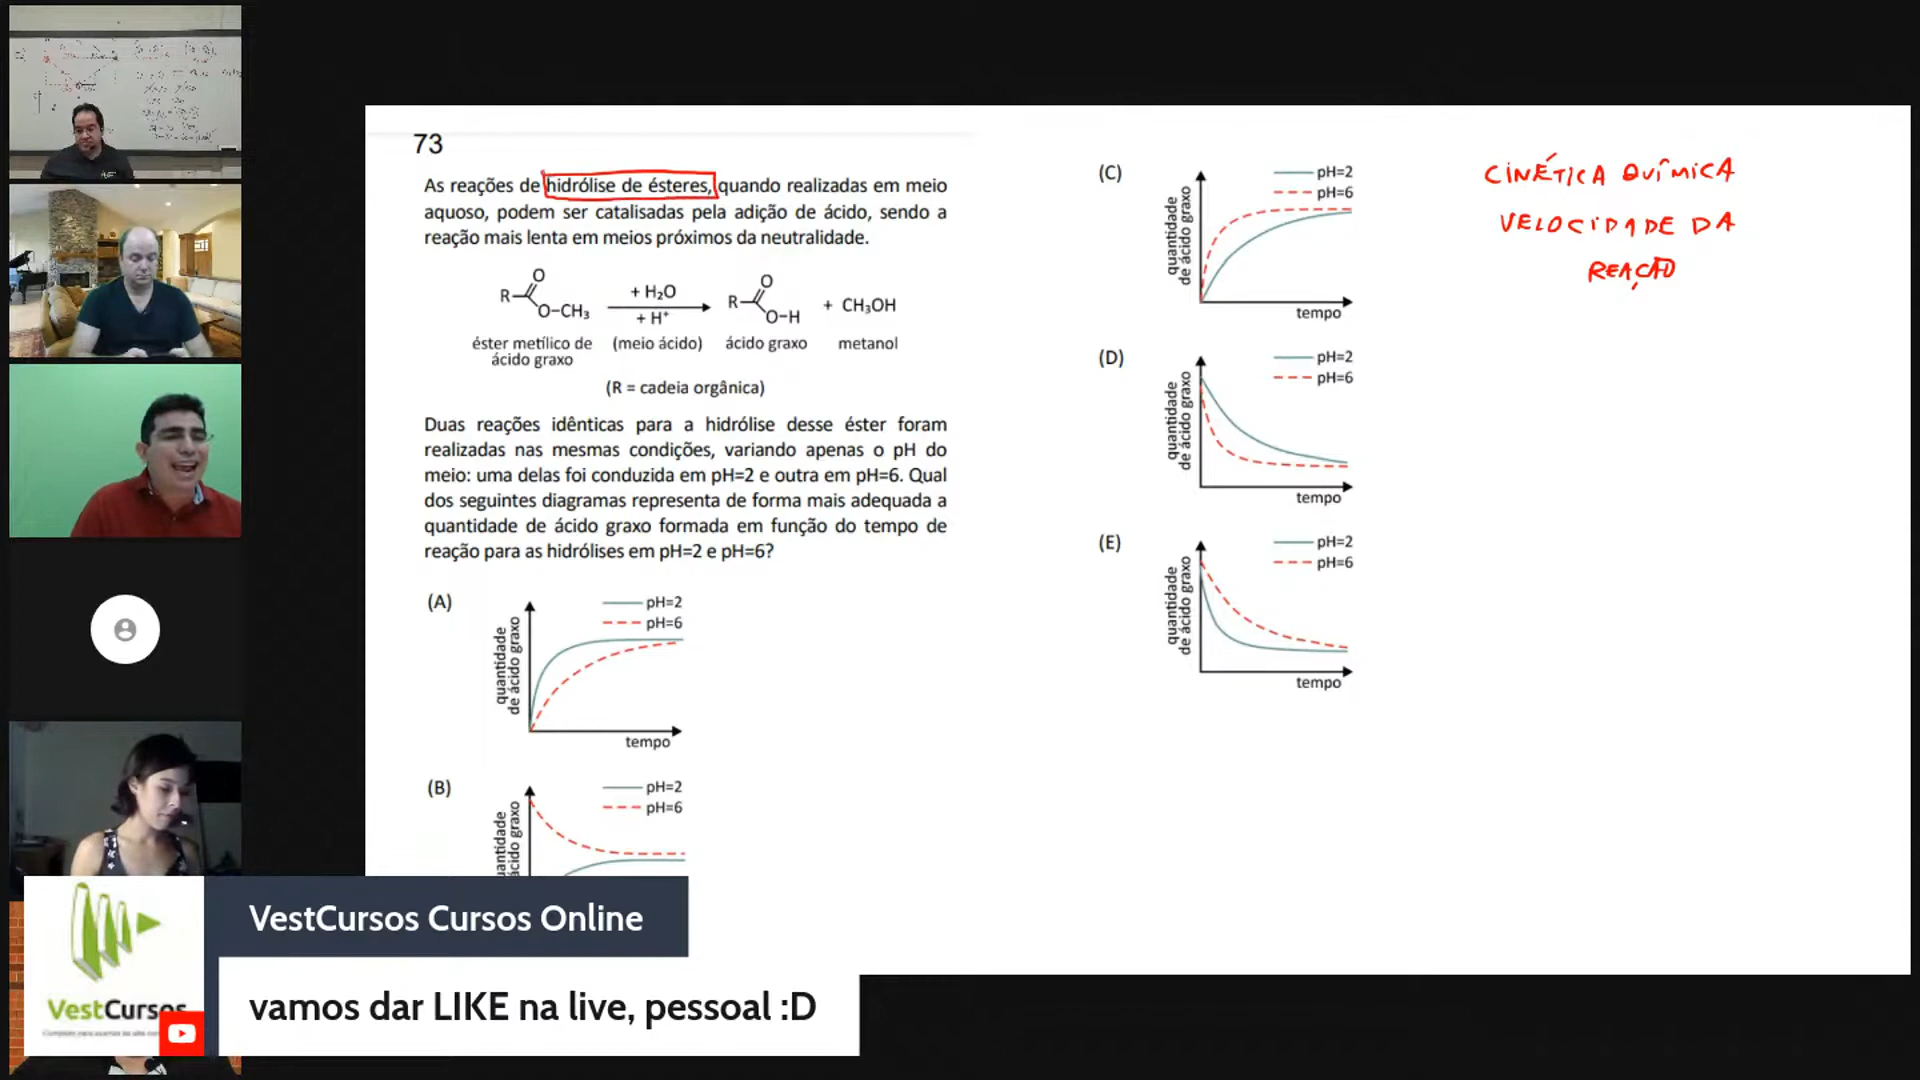 73
As reações de hidrólise de ésteres, quando realizadas em meio
aquoso, podem ser catalisadas pela adição de ácido, sendo a
reação mais lenta em meios próximos da neutralidade.
R O O–CH₃ + H₂O + H⁺ R O O–H + CH₃OH
éster metílico de ácido graxo (meio ácido) ácido graxo metanol
(R = cadeia orgânica)
Duas reações idênticas para a hidrólise desse éster foram
realizadas nas mesmas condições, variando apenas o pH do
meio: uma delas foi conduzida em pH=2 e outra em pH=6. Qual
dos seguintes diagramas representa de forma mais adequada a
quantidade de ácido graxo formada em função do tempo de
reação para as hidrólises em pH=2 e pH=6?
(A)
pH=2
pH=6
quantidade
de ácido graxo
tempo
(B)
pH=2
pH=6
(C)
pH=2
pH=6
quantidade
de ácido graxo
tempo
(D)
pH=2
pH=6
quantidade
de ácido graxo
tempo
(E)
pH=2
pH=6
quantidade
de ácido graxo
tempo
CINÉTICA QUÍMICA
VELOCIDADE DA
REAÇÃO
VestCursos
VestCursos Cursos Online
vamos dar LIKE na live, pessoal :D